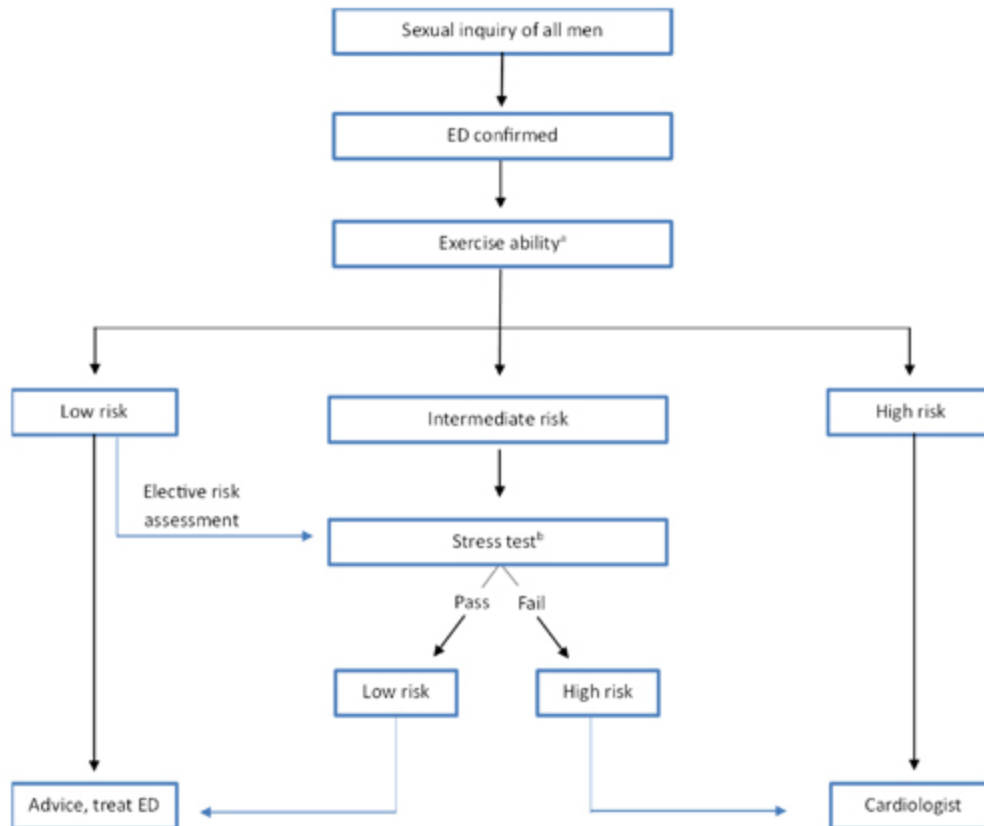 Sexual inquiry of all men
ED confirmed
Exercise abilityᵃ
Low risk
Intermediate risk
High risk
Elective risk
assessment
Stress testᵇ
Pass
Fail
Low risk
High risk
Advice, treat ED
Cardiologist